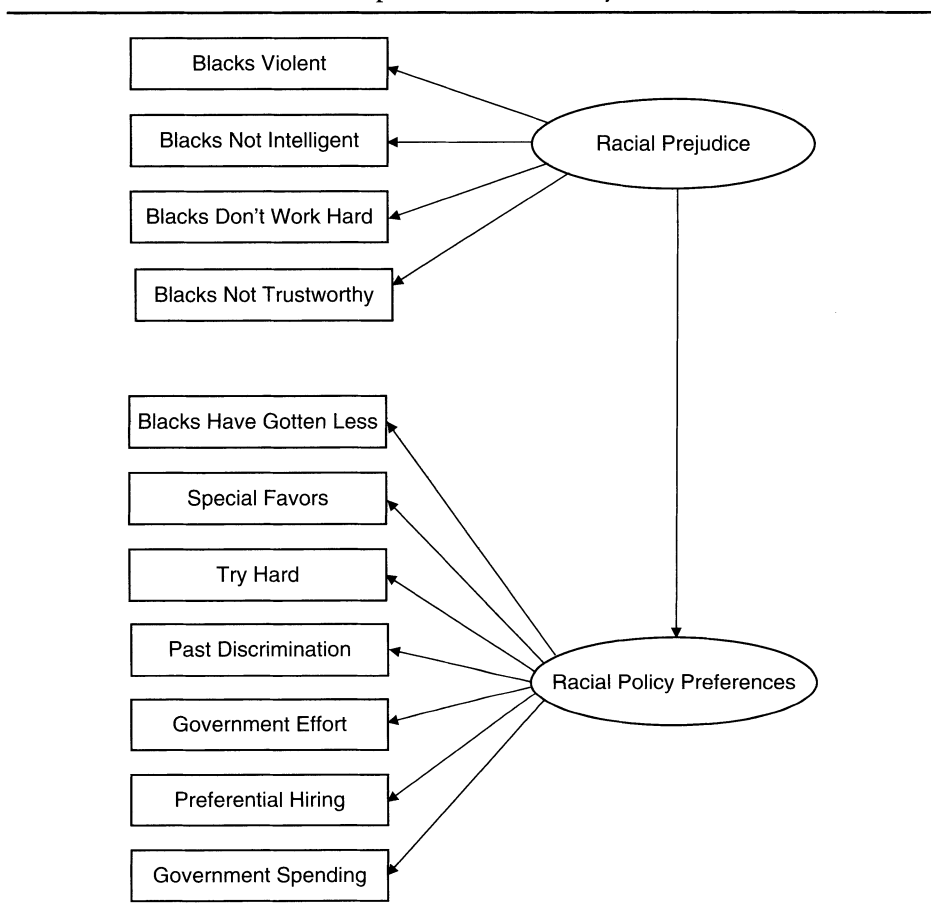 Blacks Violent
Blacks Not Intelligent
Racial Prejudice
Blacks Don't Work Hard
Blacks Not Trustworthy
Blacks Have Gotten Less
Special Favors
Try Hard
Past Discrimination
Racial Policy Preferences
Government Effort
Preferential Hiring
Government Spending